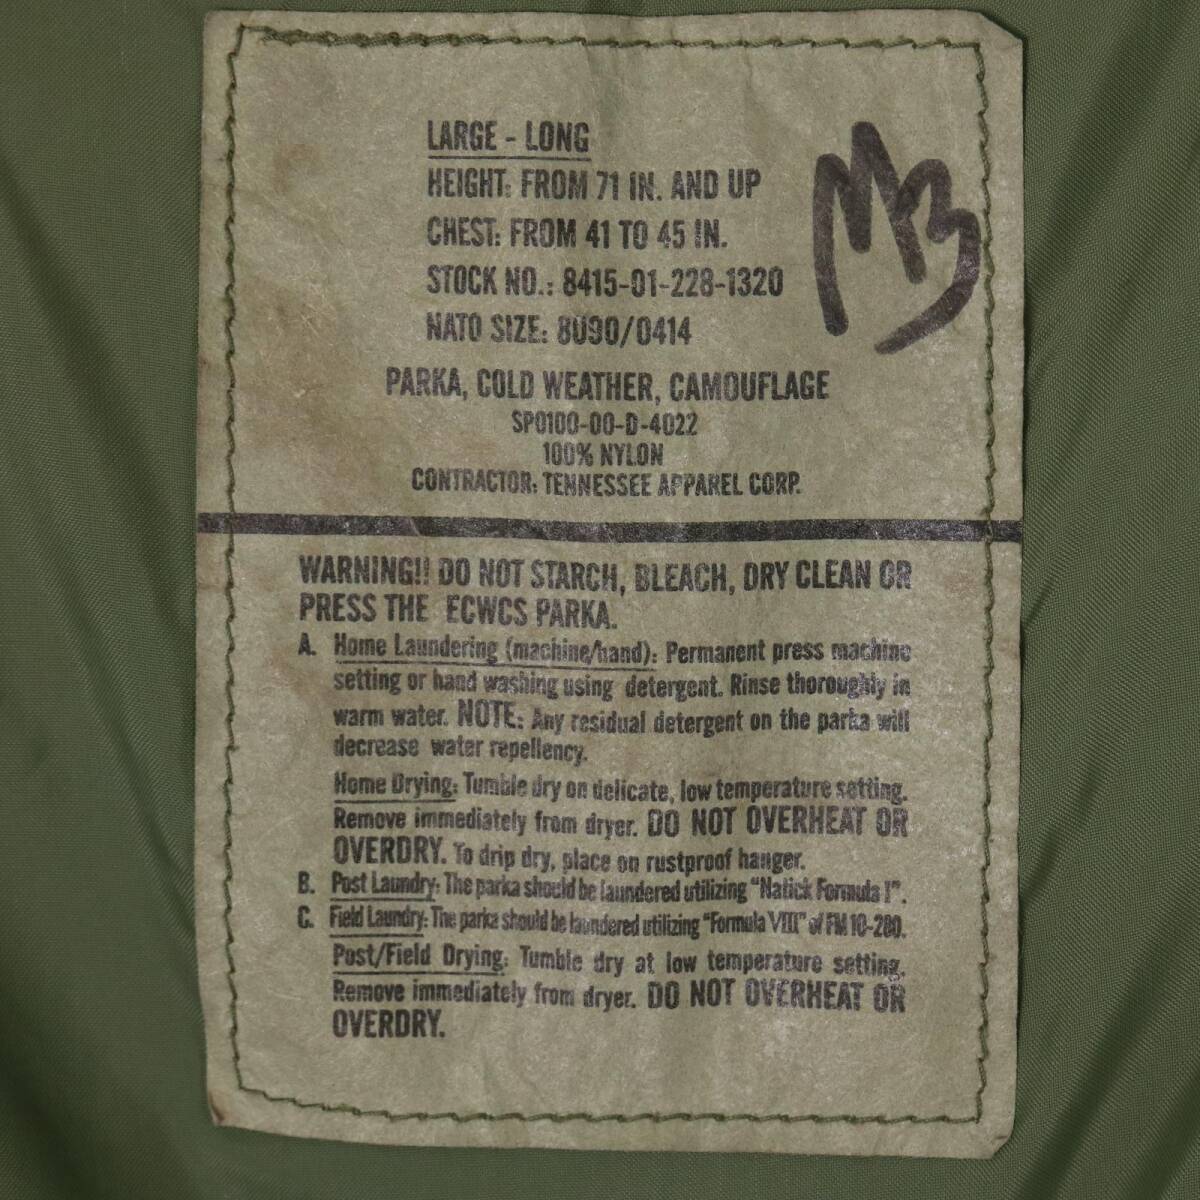 LARGE - LONG
HEIGHT: FROM 71 IN. AND UP
CHEST: FROM 41 TO 45 IN.
STOCK NO.: 8415-01-228-1320
NATO SIZE: 8090/0414
MB
PARKA, COLD WEATHER, CAMOUFLAGE
SP0100-00-D-4022
100% NYLON
CONTRACTOR: TENNESSEE APPAREL CORP.
WARNING!! DO NOT STARCH, BLEACH, DRY CLEAN OR
PRESS THE ECWCS PARKA.
A. Home Laundering (machine/hand): Permanent press machine
setting or hand washing using detergent. Rinse thoroughly in
warm water. NOTE: Any residual detergent on the parka will
decrease water repellency.
Home Drying: Tumble dry on delicate, low temperature setting.
Remove immediately from dryer. DO NOT OVERHEAT OR
OVERDRY. To drip dry, place on rustproof hanger.
B. Post Laundry: The parka should be laundered utilizing "Natick Formula I".
C. Field Laundry: The parka should be laundered utilizing "Formula VIII" of FM 10-280.
Post/Field Drying: Tumble dry at low temperature setting.
Remove immediately from dryer. DO NOT OVERHEAT OR
OVERDRY.